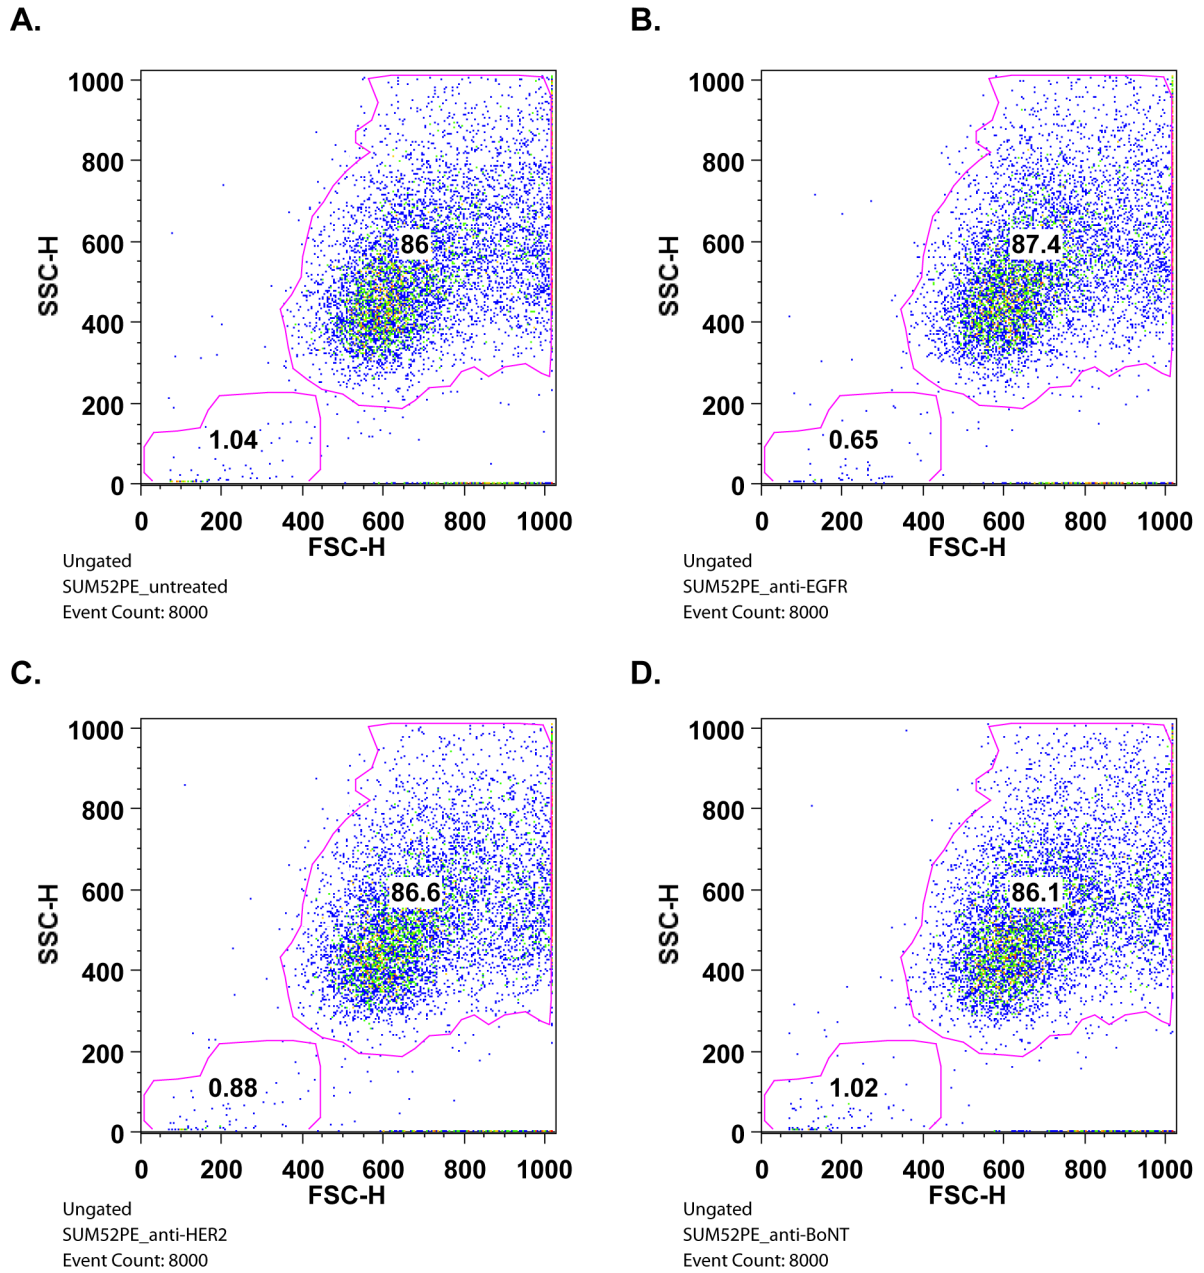 A.
1000
800
600
400
200
0
SSC-H
86
1.04
0 200 400 600 800 1000
FSC-H
Ungated
SUM52PE_untreated
Event Count: 8000
B.
1000
800
600
400
200
0
SSC-H
87.4
0.65
0 200 400 600 800 1000
FSC-H
Ungated
SUM52PE_anti-EGFR
Event Count: 8000
C.
1000
800
600
400
200
0
SSC-H
86.6
0.88
0 200 400 600 800 1000
FSC-H
Ungated
SUM52PE_anti-HER2
Event Count: 8000
D.
1000
800
600
400
200
0
SSC-H
86.1
1.02
0 200 400 600 800 1000
FSC-H
Ungated
SUM52PE_anti-BoNT
Event Count: 8000